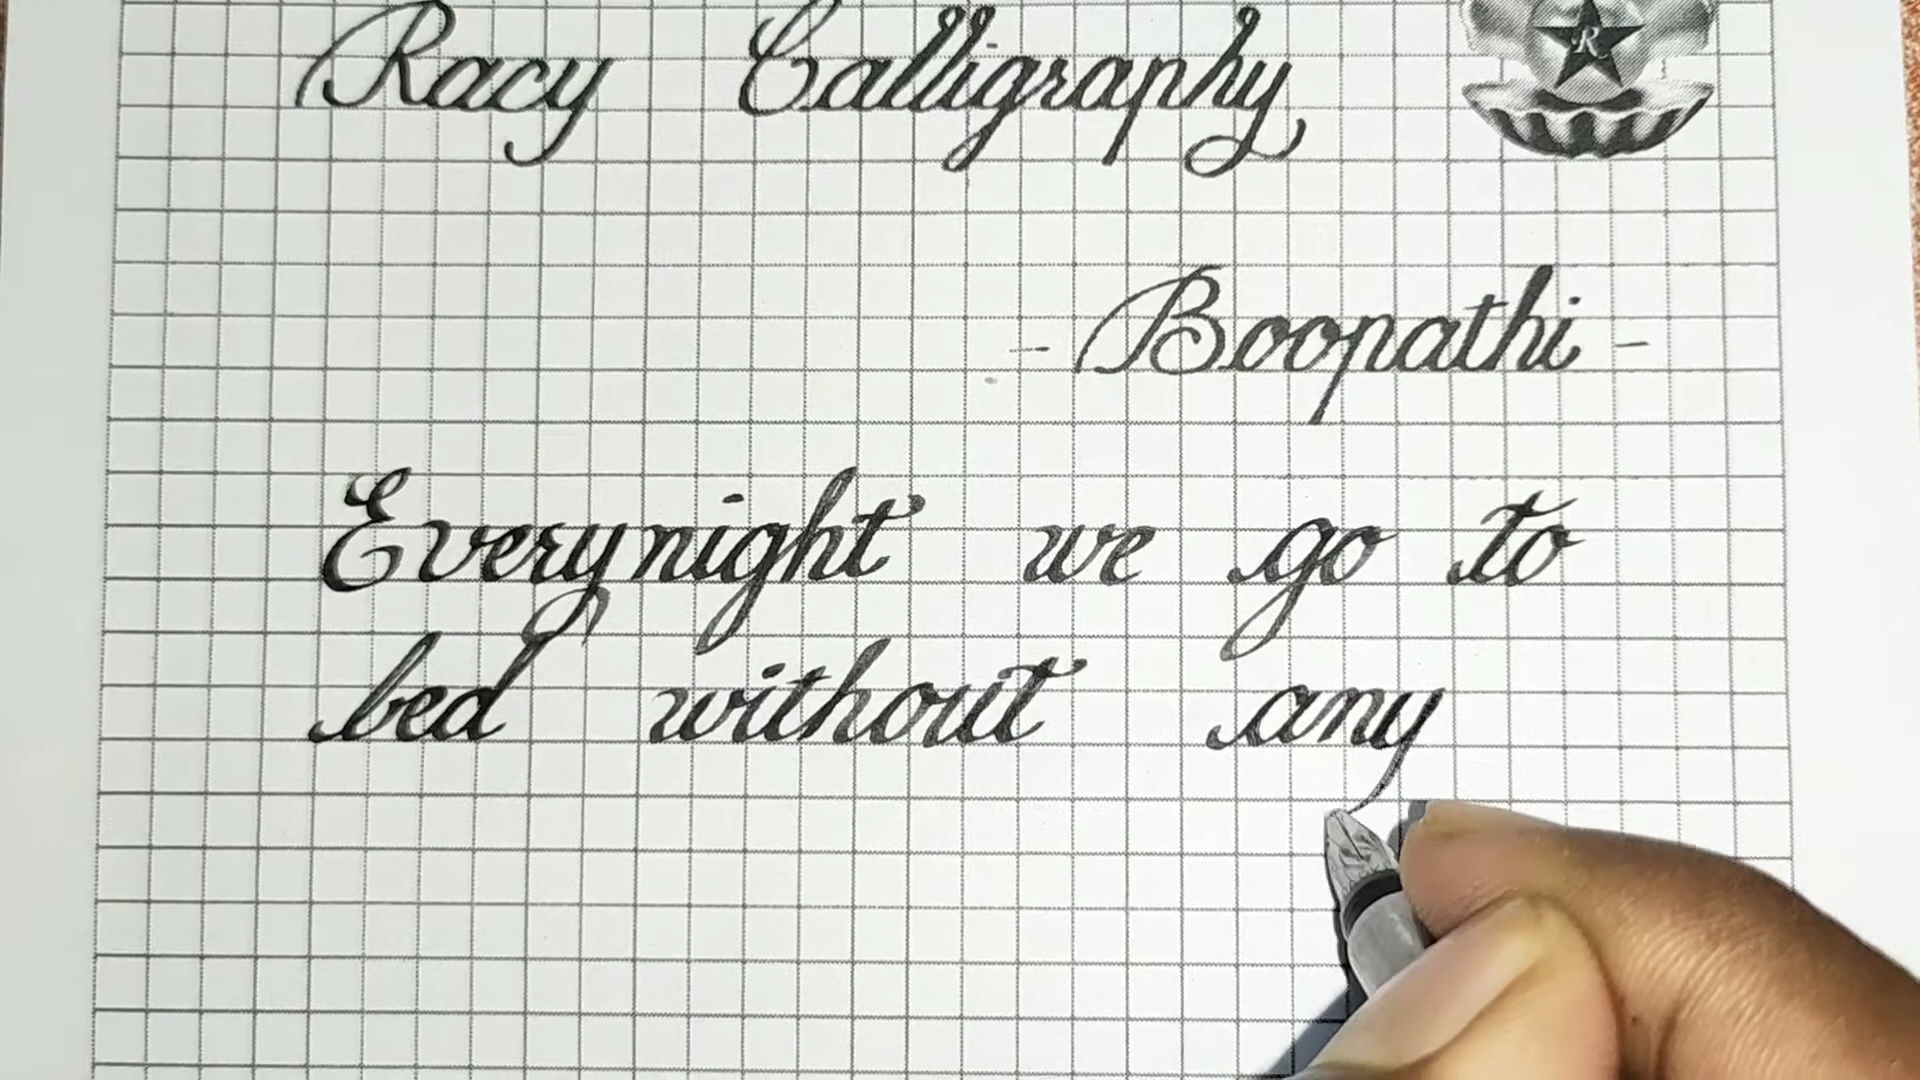 Racy Calligraphy
R
- Boopathi -
Everynight we go to
bed without any